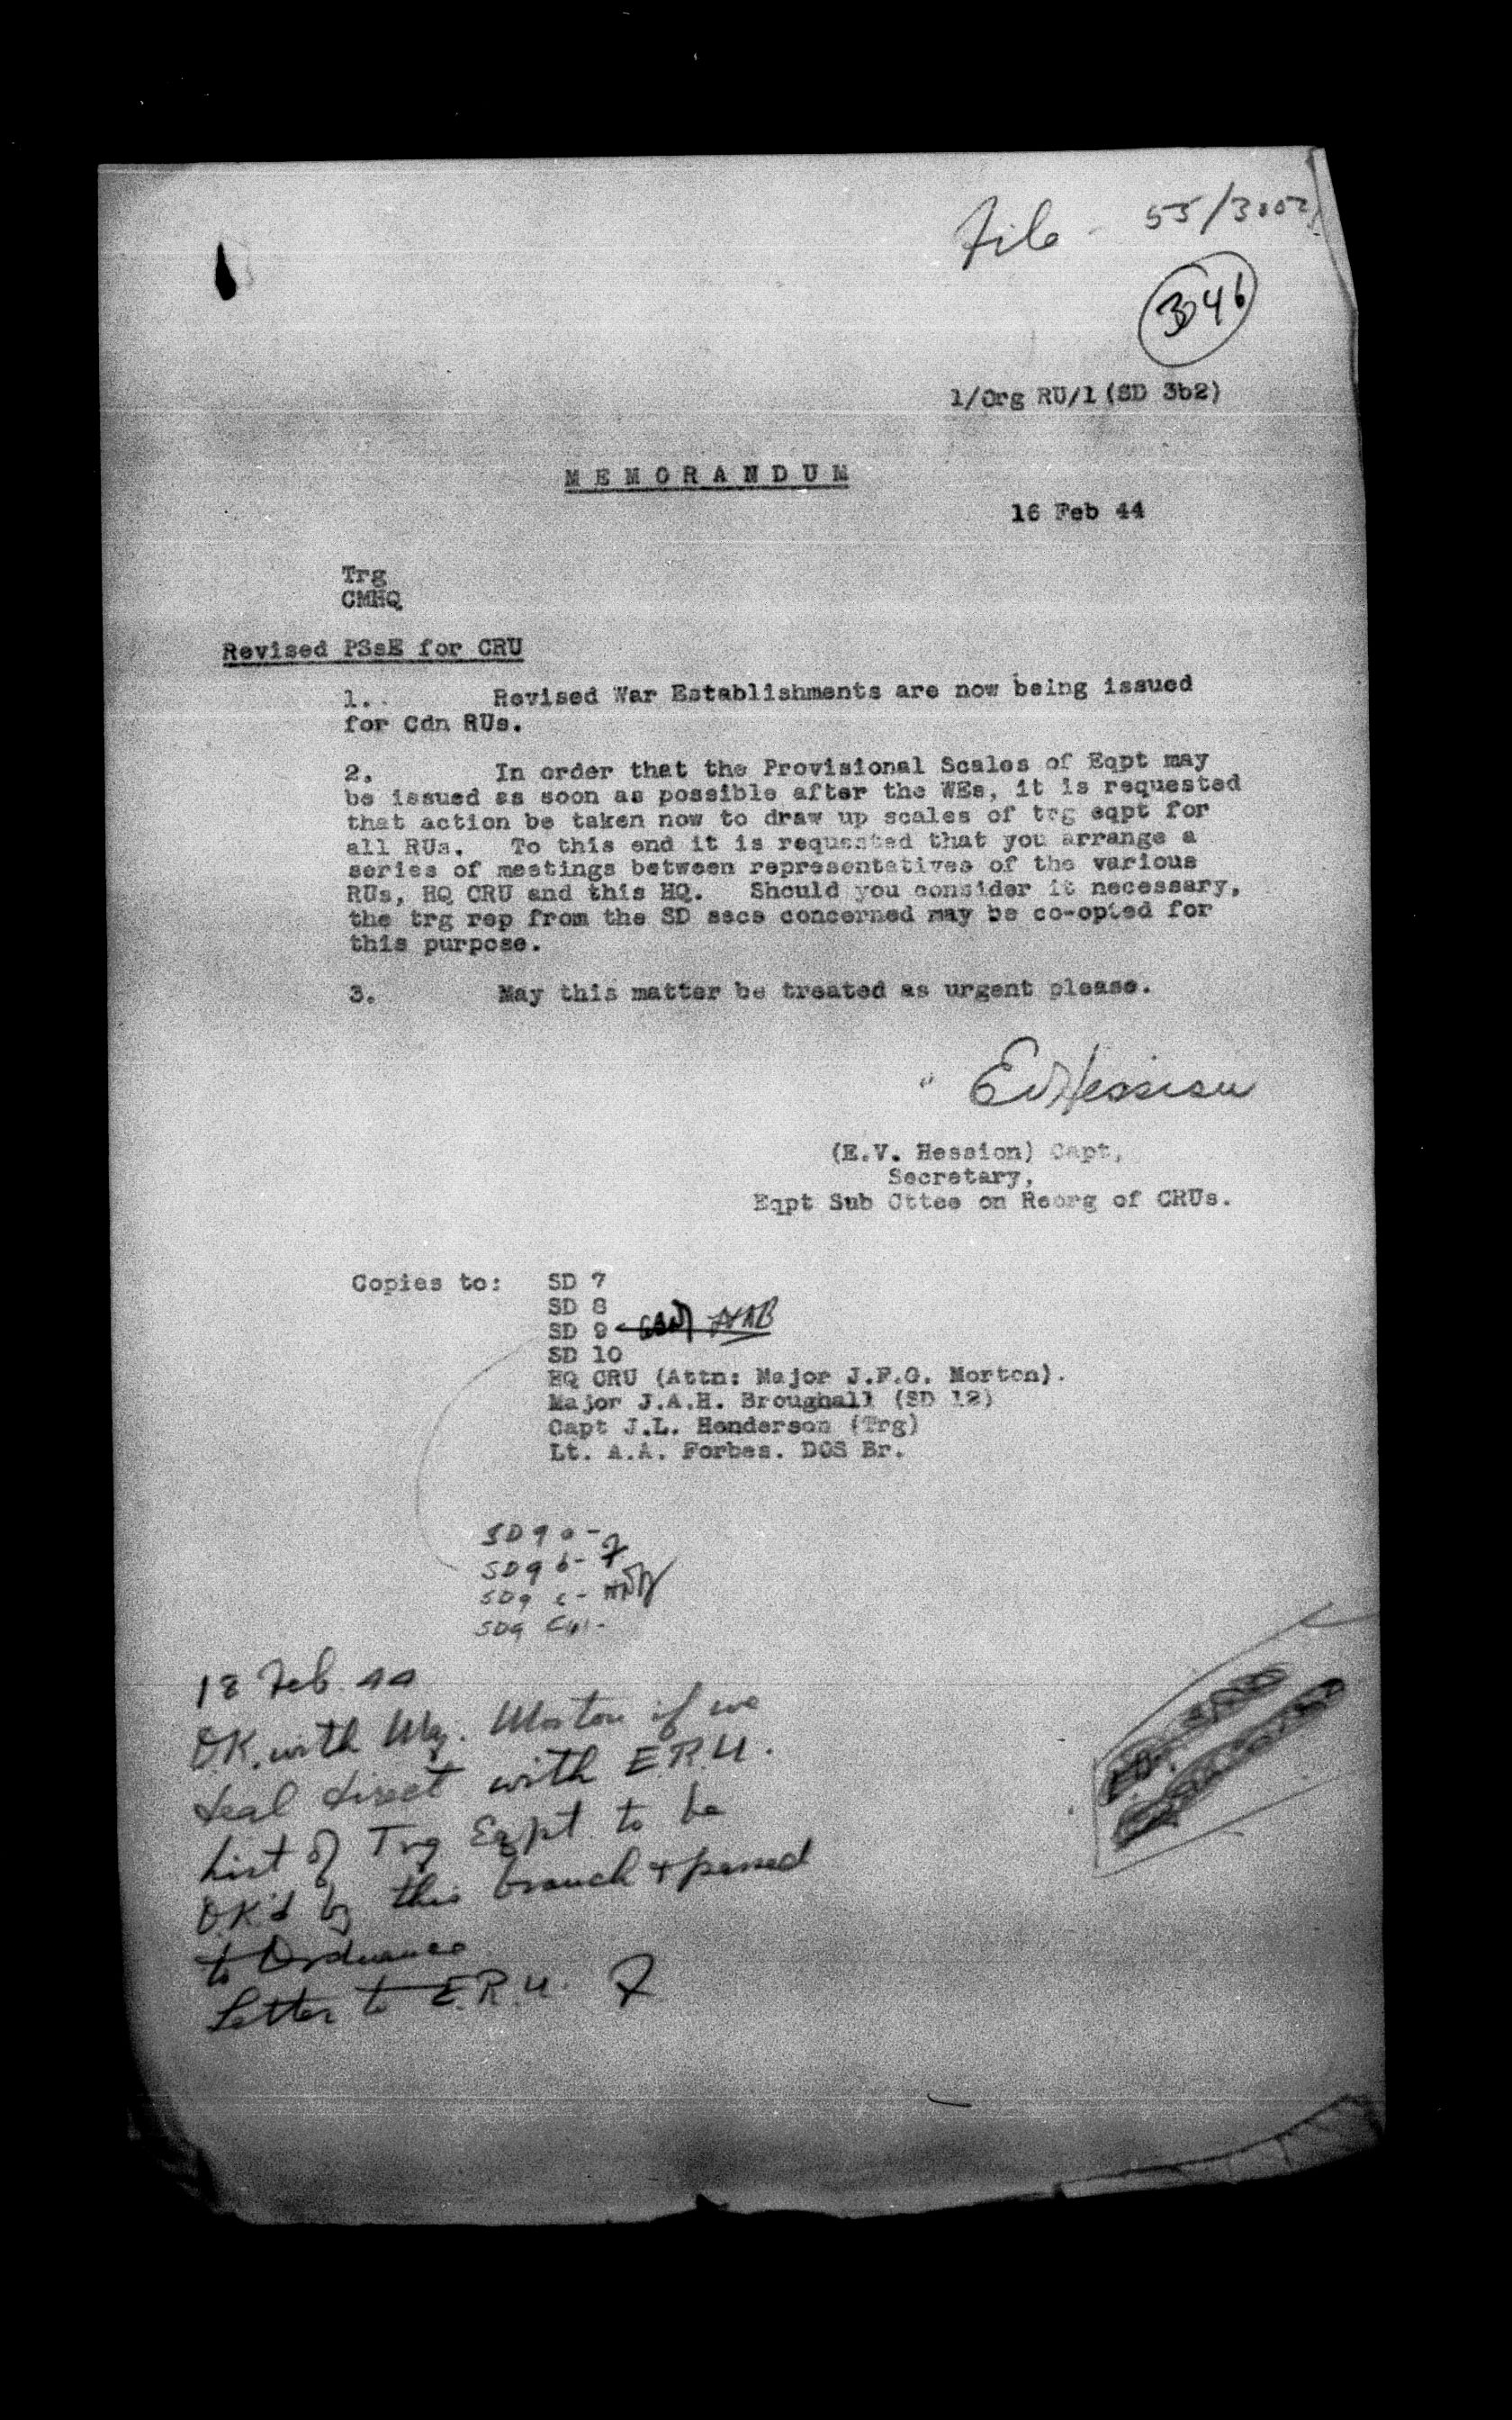 File - 55/3002
3046
1/Org RU/1 (SD 3b2)
M E M O R A N D U M
16 Feb 44
Trg
CMHQ
Revised PSsE for CRU
1. Revised War Establishments are now being issued
for Cdn RUs.
2. In order that the Provisional Scales of Eqpt may
be issued as soon as possible after the WEs, it is requested
that action be taken now to draw up scales of trg eqpt for
all RUs. To this end it is requested that you arrange a
series of meetings between representatives of the various
RUs, HQ CRU and this HQ. Should you consider it necessary,
the trg rep from the SD secs concerned may be co-opted for
this purpose.
3. May this matter be treated as urgent please.
EVHession
(E.V. Hession) Capt,
Secretary,
Eqpt Sub Cttee on Reorg of CRUs.
Copies to: SD 7
SD 8
SD 9
SD 10
HQ CRU (Attn: Major J.F.G. Morton).
Major J.A.H. Broughall (SD 12)
Capt J.L. Henderson (Trg)
Lt. A.A. Forbes. DOS Br.
SD9 a -
SD9 b - 7
SD9 c -
SD9
18 Feb. 44
O.K. with Maj. Morton if we
deal direct with E.R.U.
List of Trg Eqpt. to be
OK'd by this branch + passed
to Ordnance
Letter to E.R.U. 7